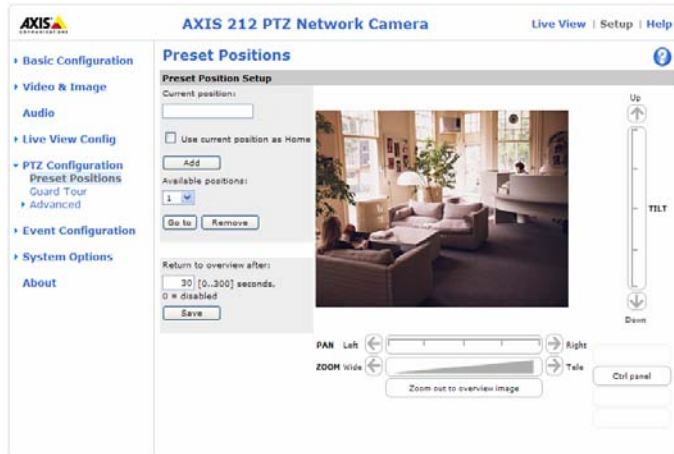 AXIS
COMMUNICATIONS
AXIS 212 PTZ Network Camera
Live View | Setup | Help
Basic Configuration
Video & Image
Audio
Live View Config
PTZ Configuration
Preset Positions
Guard Tour
Advanced
Event Configuration
System Options
About
Preset Positions
?
Preset Position Setup
Current position:
Use current position as Home
Add
Available positions:
1
Go to
Remove
Return to overview after:
30 [0..300] seconds.
0 = disabled
Save
Up
TILT
Down
PAN Left
Right
ZOOM Wide
Tele
Zoom out to overview image
Ctrl panel